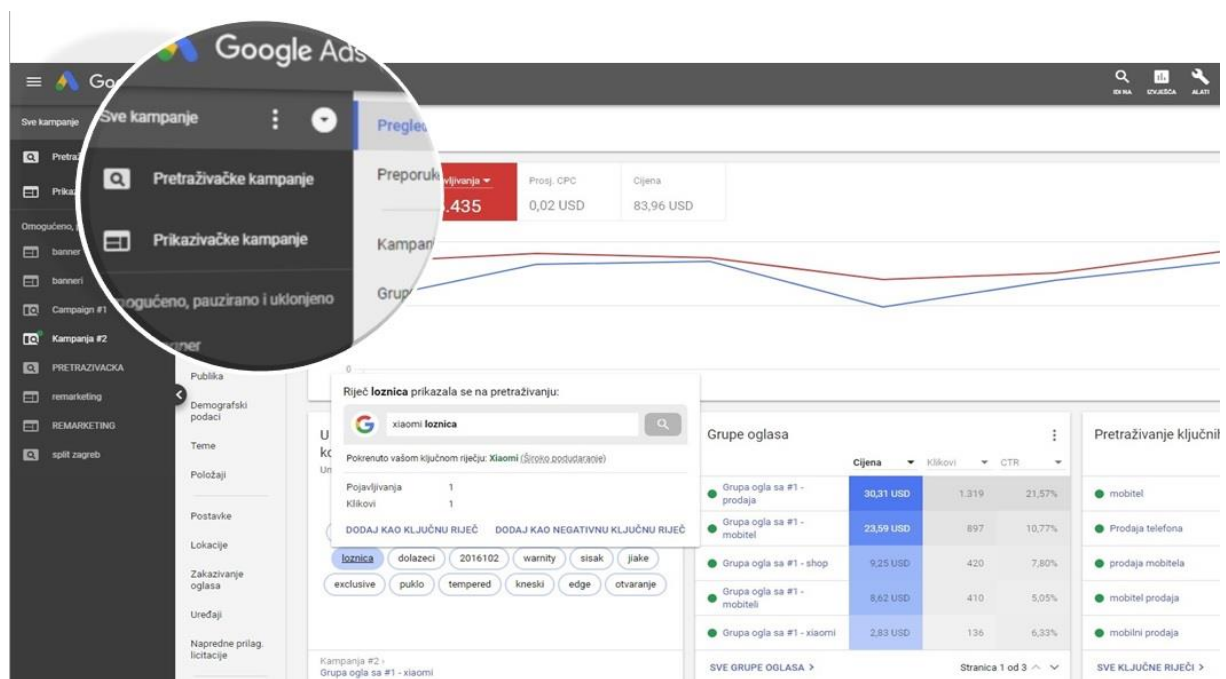 Google Ads
Sve kampanje
Pretraživačke kampanje
Prikazivačke kampanje
mogućeno, pauzirano i uklonjeno
Pregled
Preporuk
Kampan
Grup
IDI NA
IZVJEŠĆA
ALATI
Sve kampanje
Omogućeno, p
banner
banneri
Campaign #1
Kampanja #2
PRETRAZIVACKA
remarketing
REMARKETING
split zagreb
Publika
Demografski
podaci
Teme
Položaji
Postavke
Lokacije
Zakazivanje
oglasa
Uređaji
Napredne prilag.
licitacije
Prosj. CPC
0,02 USD
Cijena
83,96 USD
0
Riječ loznica prikazala se na pretraživanju:
xiaomi loznica
Pokrenuto vašom ključnom riječju: Xiaomi (Široko podudaranje)
Pojavljivanja 1
Klikovi 1
DODAJ KAO KLJUČNU RIJEČ DODAJ KAO NEGATIVNU KLJUČNU RIJEČ
loznica dolazeci 2016102 warnity sisak jiake
exclusive puklo tempered kneski edge otvaranje
Kampanja #2 ›
Grupa ogla sa #1 - xiaomi
Grupe oglasa
Cijena Klikovi CTR
Grupa ogla sa #1 -
prodaja 30,31 USD 1.319 21,57%
Grupa ogla sa #1 -
mobitel 23,59 USD 897 10,77%
Grupa ogla sa #1 - shop 9,25 USD 420 7,80%
Grupa ogla sa #1 -
mobiteli 8,62 USD 410 5,05%
Grupa ogla sa #1 - xiaomi 2,83 USD 136 6,33%
SVE GRUPE OGLASA > Stranica 1 od 3
Pretraživanje ključnih
mobitel
Prodaja telefona
prodaja mobitela
mobitel prodaja
mobilni prodaja
SVE KLJUČNE RIJEČI >